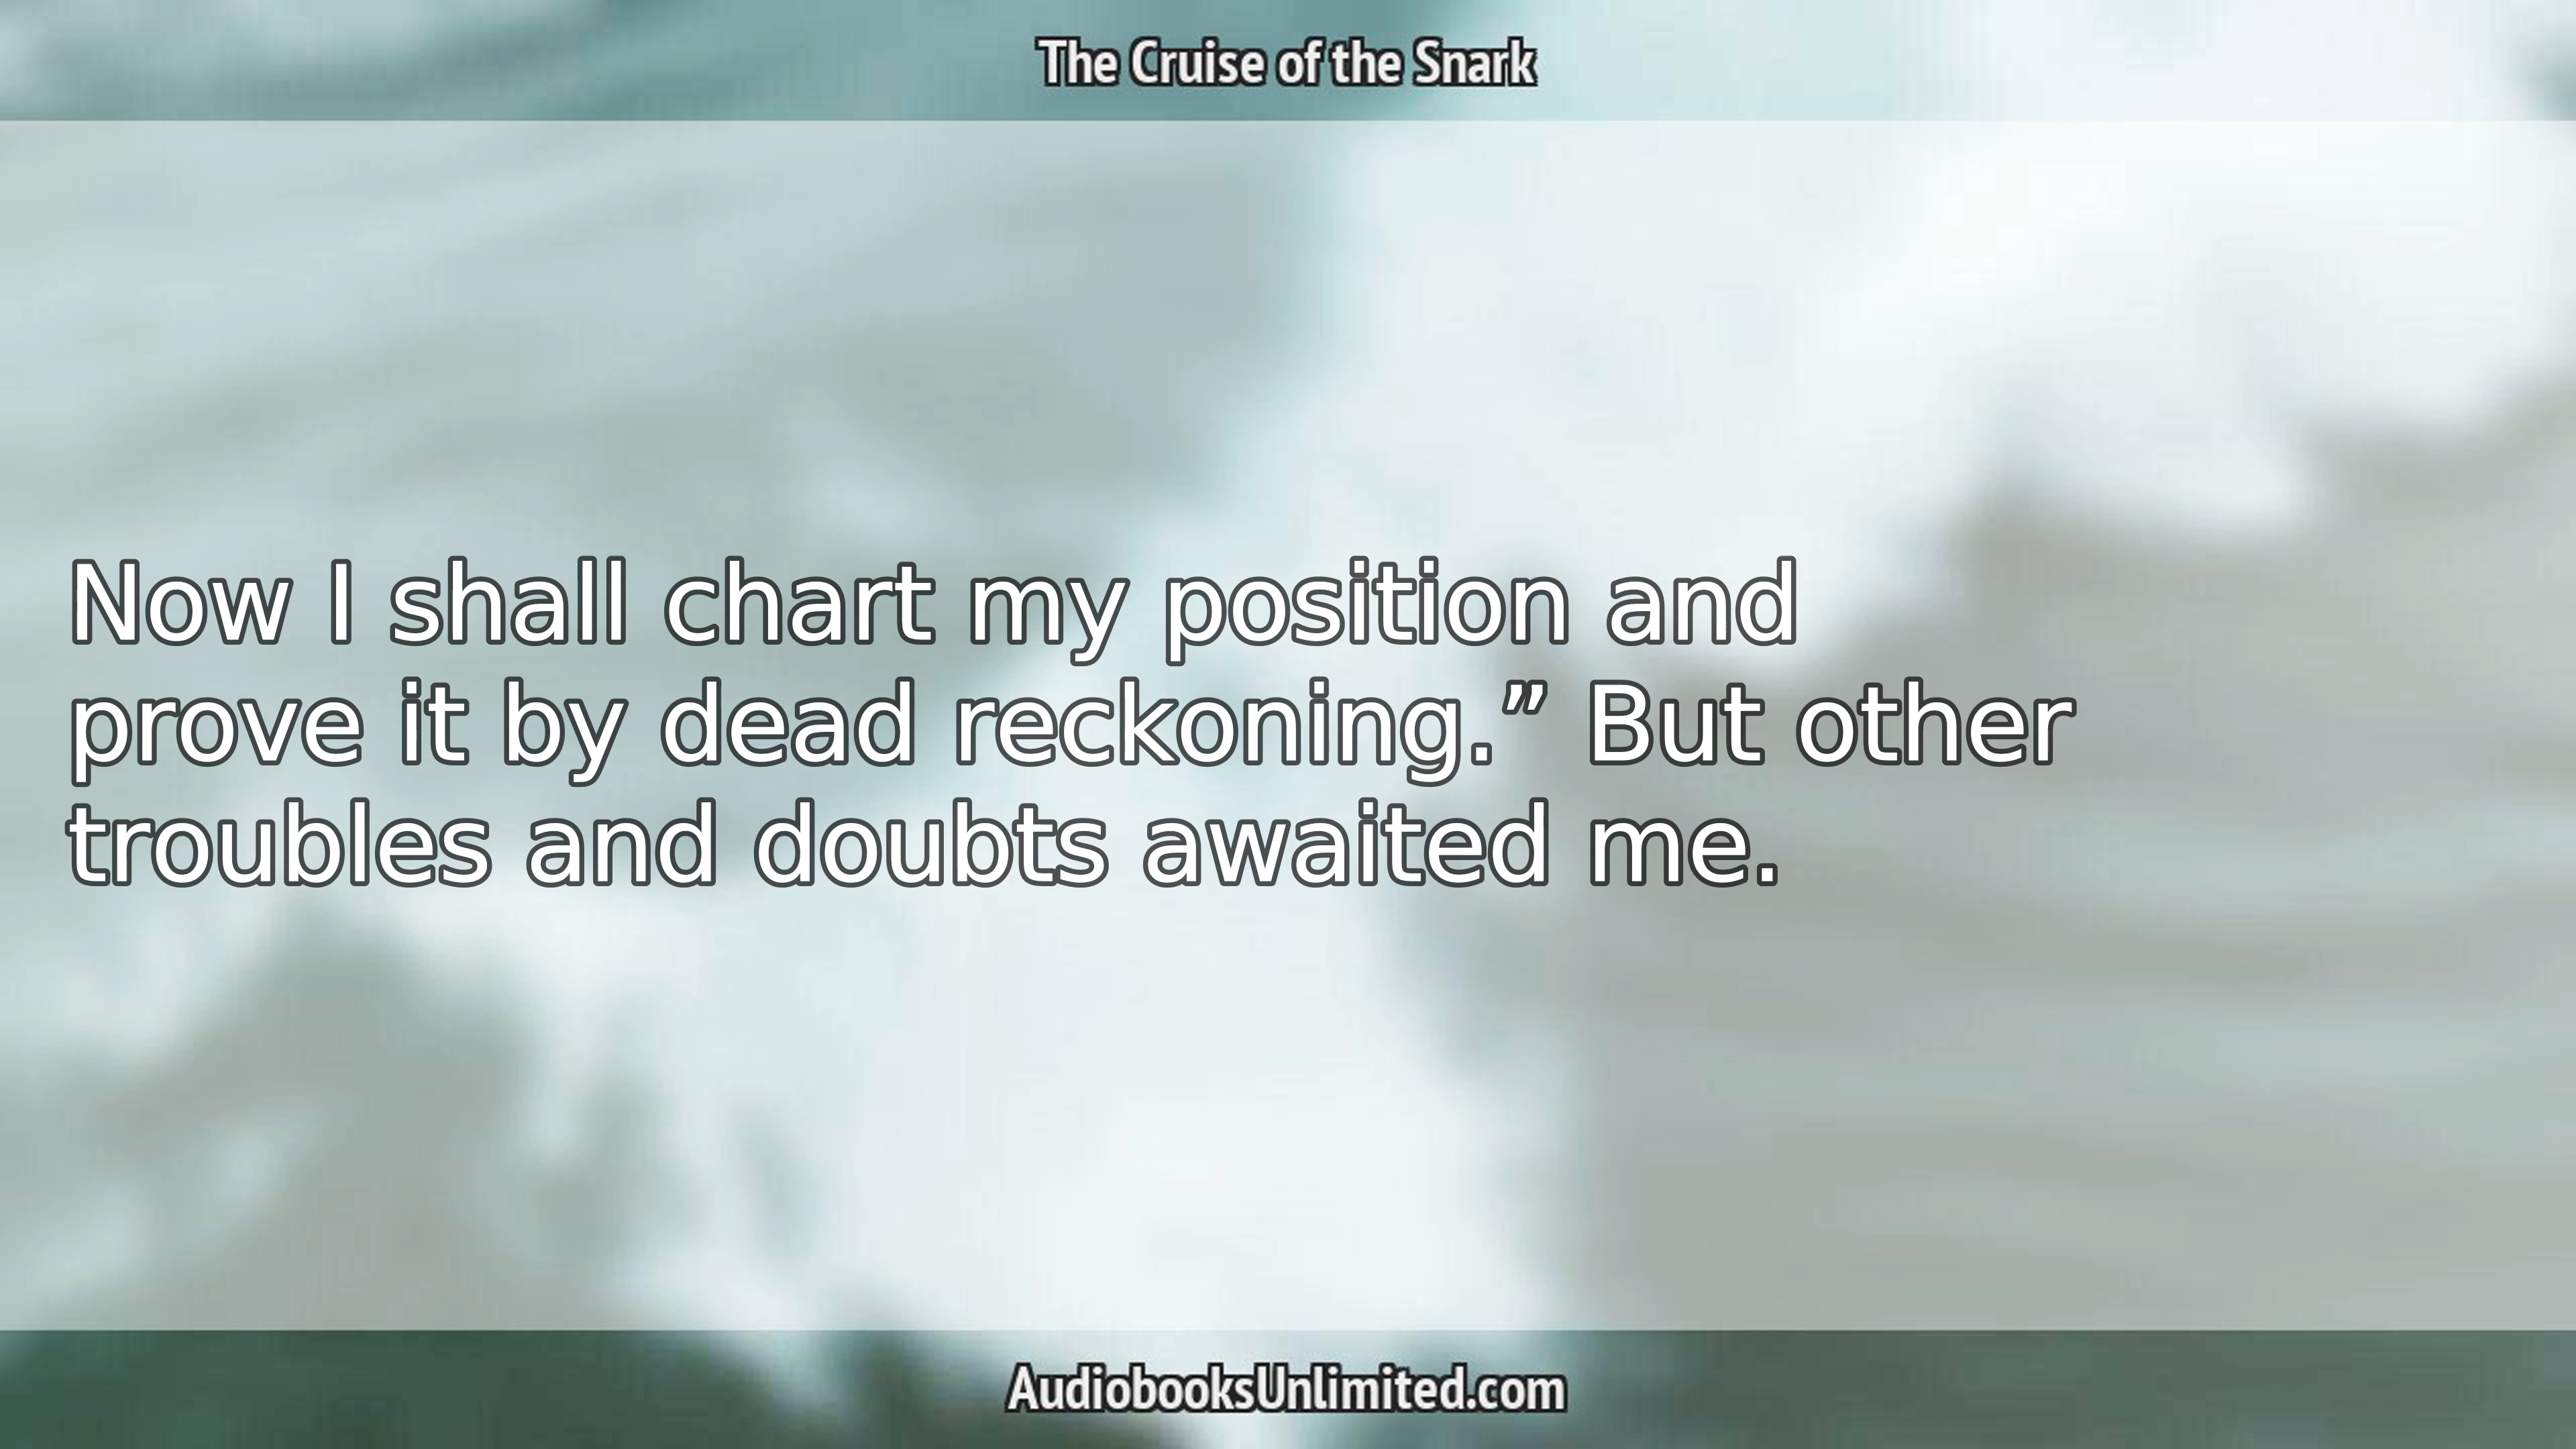 The Cruise of the Snark
Now I shall chart my position and
prove it by dead reckoning.” But other
troubles and doubts awaited me.
AudiobooksUnlimited.com